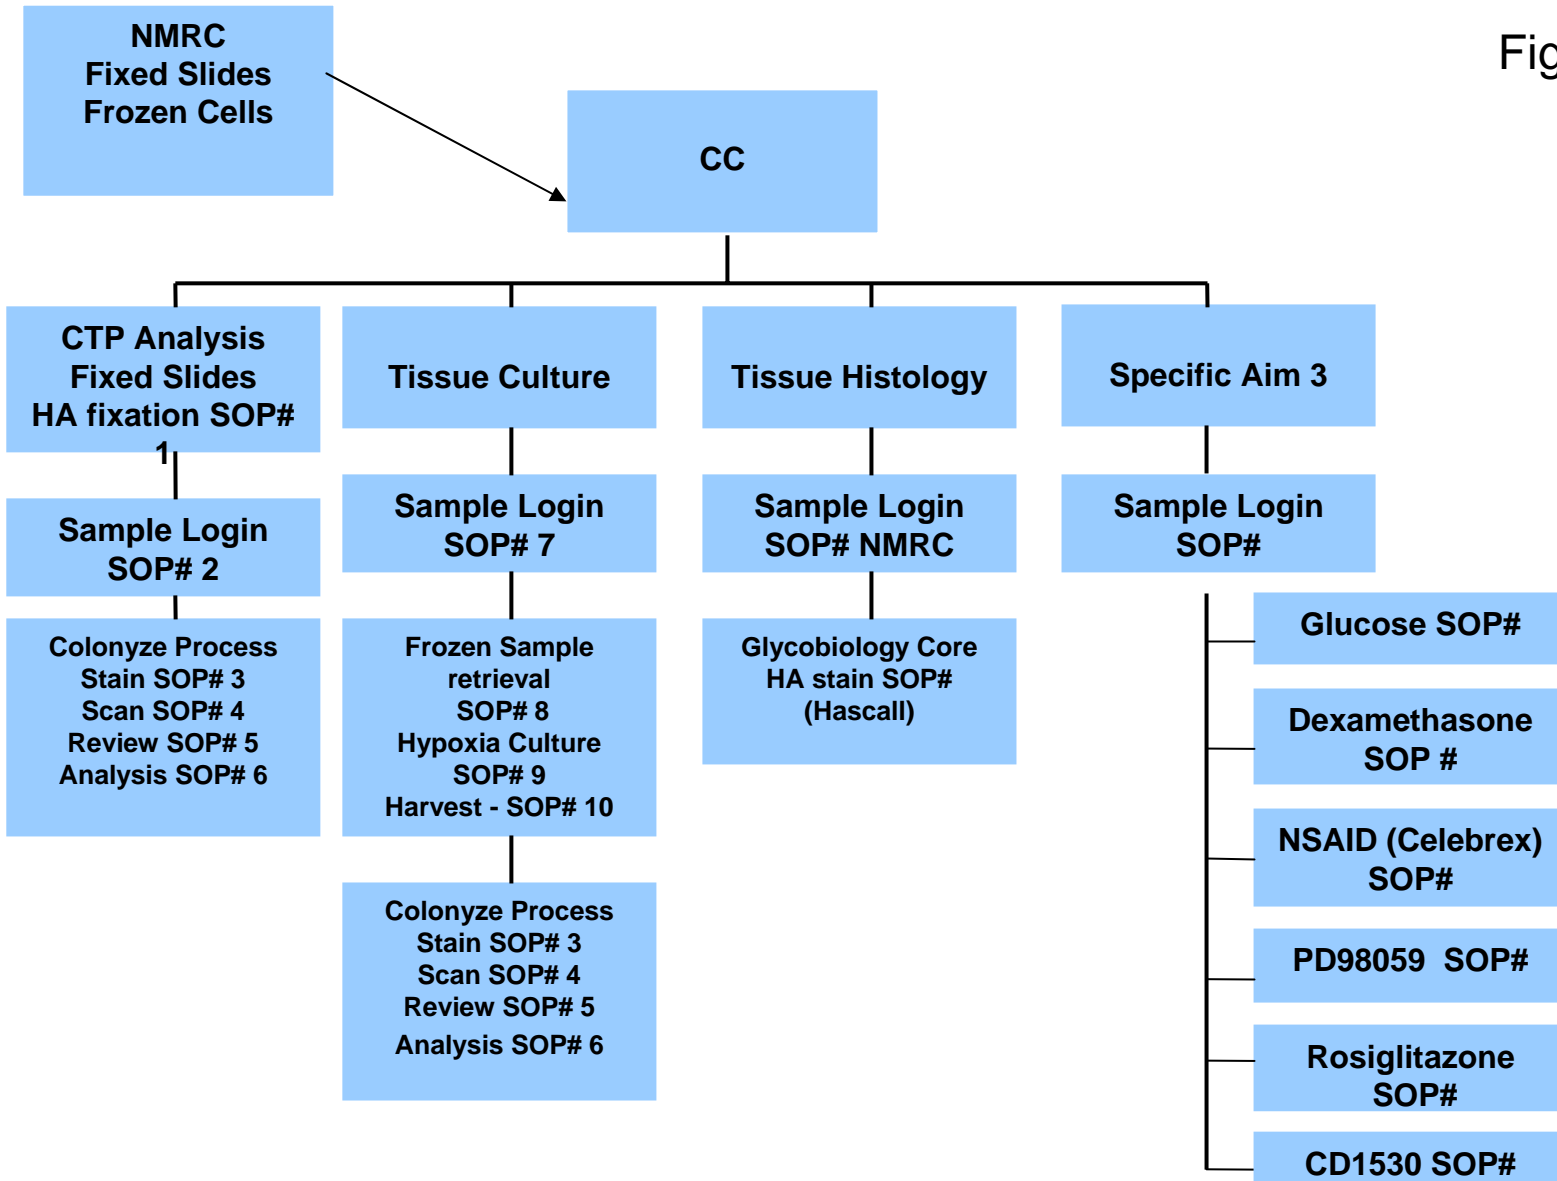 NMRC
Fixed Slides
Frozen Cells
Fig
CC
CTP Analysis
Fixed Slides
HA fixation SOP#
1
Tissue Culture
Tissue Histology
Specific Aim 3
Sample Login
SOP# 2
Sample Login
SOP# 7
Sample Login
SOP# NMRC
Sample Login
SOP#
Colonyze Process
Stain SOP# 3
Scan SOP# 4
Review SOP# 5
Analysis SOP# 6
Frozen Sample
retrieval
SOP# 8
Hypoxia Culture
SOP# 9
Harvest - SOP# 10
Glycobiology Core
HA stain SOP#
(Hascall)
Colonyze Process
Stain SOP# 3
Scan SOP# 4
Review SOP# 5
Analysis SOP# 6
Glucose SOP#
Dexamethasone
SOP #
NSAID (Celebrex)
SOP#
PD98059 SOP#
Rosiglitazone
SOP#
CD1530 SOP#